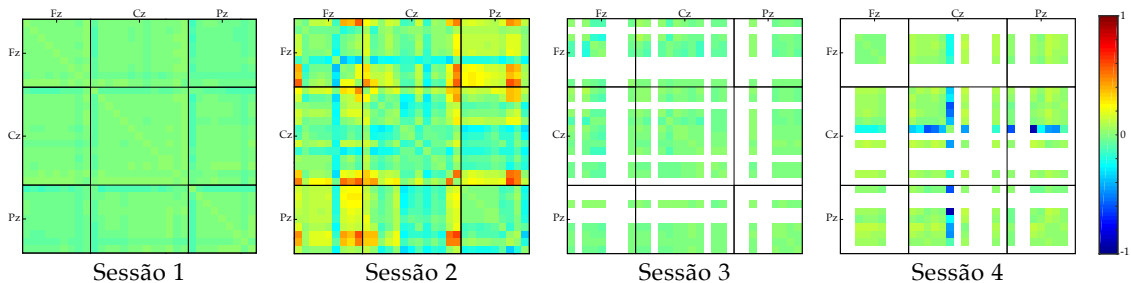 Fz Cz Pz Fz Cz Pz Fz Cz Pz Fz Cz Pz 1
Fz Fz Fz Fz
Cz Cz Cz Cz 0
Pz Pz Pz Pz
-1
Sessão 1 Sessão 2 Sessão 3 Sessão 4